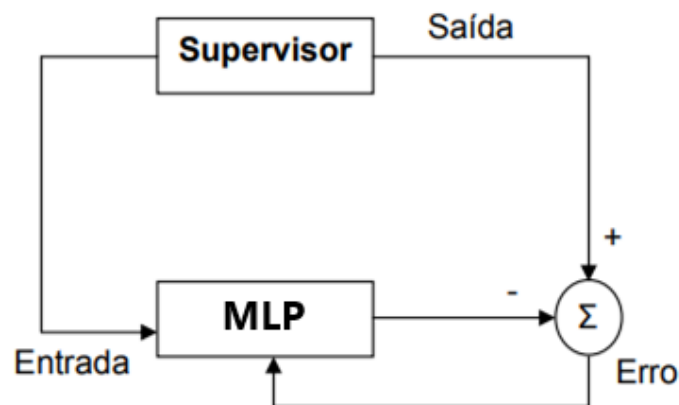 Saída
Supervisor
+
-
MLP
Σ
Entrada
Erro